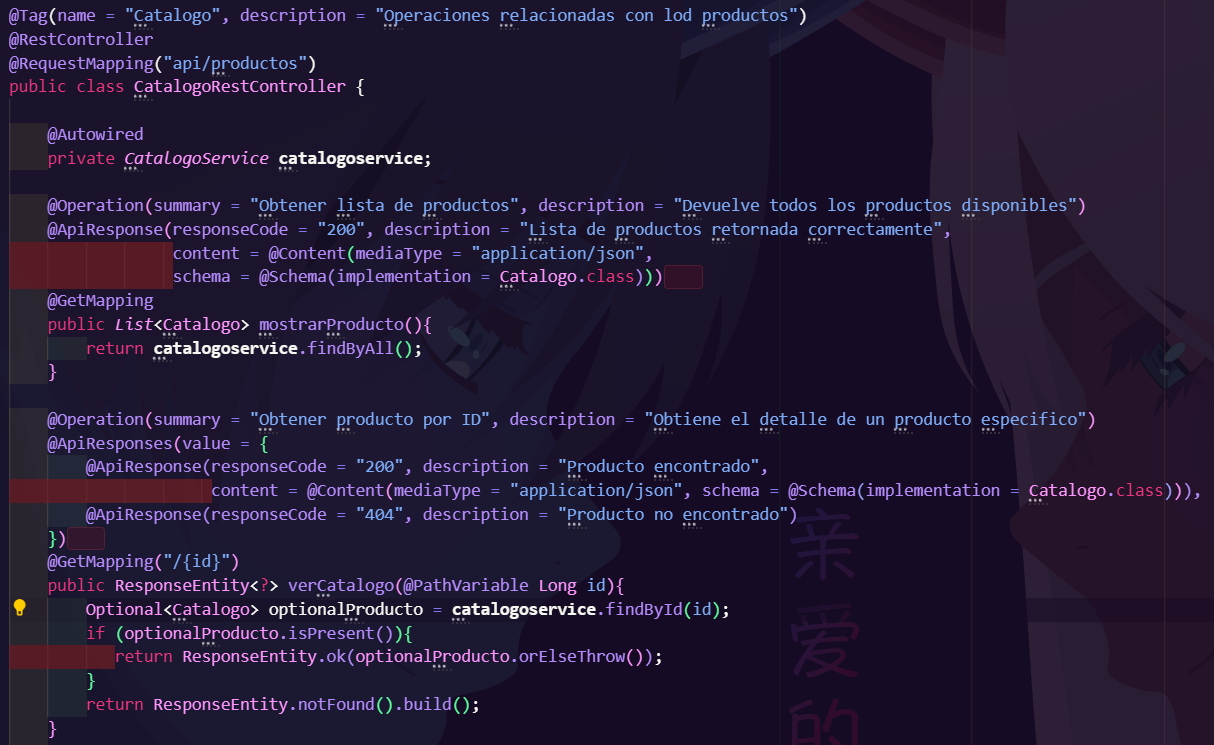 @Tag(name = "Catalogo", description = "Operaciones relacionadas con lod productos")
@RestController
@RequestMapping("api/productos")
public class CatalogoRestController {
@Autowired
private CatalogoService catalogoservice;
@Operation(summary = "Obtener lista de productos", description = "Devuelve todos los productos disponibles")
@ApiResponse(responseCode = "200", description = "Lista de productos retornada correctamente",
content = @Content(mediaType = "application/json",
schema = @Schema(implementation = Catalogo.class)))
@GetMapping
public List<Catalogo> mostrarProducto(){
return catalogoservice.findByAll();
}
@Operation(summary = "Obtener producto por ID", description = "Obtiene el detalle de un producto especifico")
@ApiResponses(value = {
@ApiResponse(responseCode = "200", description = "Producto encontrado",
content = @Content(mediaType = "application/json", schema = @Schema(implementation = Catalogo.class))),
@ApiResponse(responseCode = "404", description = "Producto no encontrado")
})
@GetMapping("/{id}")
public ResponseEntity<?> verCatalogo(@PathVariable Long id){
Optional<Catalogo> optionalProducto = catalogoservice.findById(id);
if (optionalProducto.isPresent()){
return ResponseEntity.ok(optionalProducto.orElseThrow());
}
return ResponseEntity.notFound().build();
}
亲爱的